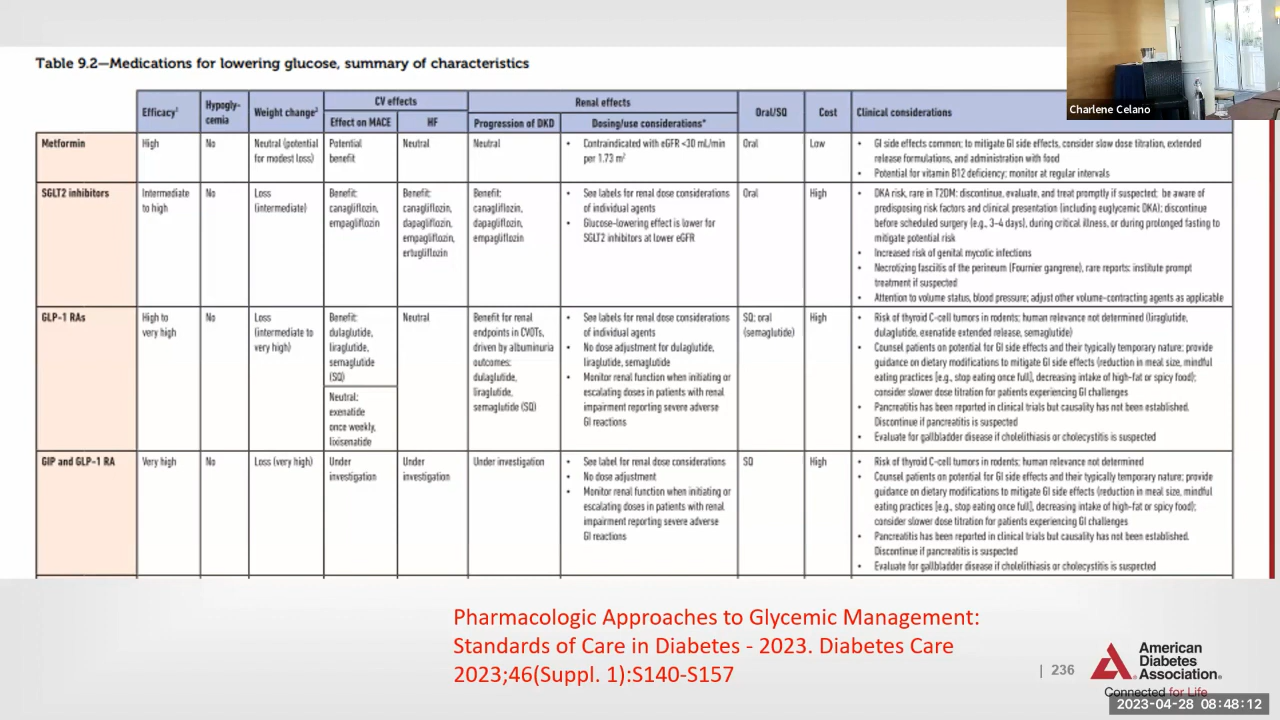 Charlene Celano
Table 9.2—Medications for lowering glucose, summary of characteristics
Efficacy¹
Hypogly-
cemia
Weight change²
CV effects
Effect on MACE
HF
Renal effects
Progression of DKD
Dosing/use considerations*
Oral/SQ
Cost
Clinical considerations
Metformin
High
No
Neutral (potential
for modest loss)
Potential
benefit
Neutral
Neutral
• Contraindicated with eGFR <30 mL/min
per 1.73 m²
Oral
Low
• GI side effects common; to mitigate GI side effects, consider slow dose titration, extended
release formulations, and administration with food
• Potential for vitamin B12 deficiency; monitor at regular intervals
SGLT2 inhibitors
Intermediate
to high
No
Loss
(intermediate)
Benefit:
canagliflozin,
empagliflozin
Benefit:
canagliflozin,
dapagliflozin,
empagliflozin,
ertugliflozin
Benefit:
canagliflozin,
dapagliflozin,
empagliflozin
• See labels for renal dose considerations
of individual agents
• Glucose-lowering effect is lower for
SGLT2 inhibitors at lower eGFR
Oral
High
• DKA risk, rare in T2DM: discontinue, evaluate, and treat promptly if suspected; be aware of
predisposing risk factors and clinical presentation (including euglycemic DKA); discontinue
before scheduled surgery (e.g., 3–4 days), during critical illness, or during prolonged fasting to
mitigate potential risk
• Increased risk of genital mycotic infections
• Necrotizing fasciitis of the perineum (Fournier gangrene), rare reports: institute prompt
treatment if suspected
• Attention to volume status, blood pressure; adjust other volume-contracting agents as applicable
GLP-1 RAs
High to
very high
No
Loss
(intermediate to
very high)
Benefit:
dulaglutide,
liraglutide,
semaglutide
(SQ)
Neutral:
exenatide
once weekly,
lixisenatide
Neutral
Benefit for renal
endpoints in CVOTs,
driven by albuminuria
outcomes:
dulaglutide,
liraglutide,
semaglutide (SQ)
• See labels for renal dose considerations
of individual agents
• No dose adjustment for dulaglutide,
liraglutide, semaglutide
• Monitor renal function when initiating or
escalating doses in patients with renal
impairment reporting severe adverse
GI reactions
SQ; oral
(semaglutide)
High
• Risk of thyroid C-cell tumors in rodents; human relevance not determined (liraglutide,
dulaglutide, exenatide extended release, semaglutide)
• Counsel patients on potential for GI side effects and their typically temporary nature; provide
guidance on dietary modifications to mitigate GI side effects (reduction in meal size, mindful
eating practices [e.g., stop eating once full], decreasing intake of high-fat or spicy food);
consider slower dose titration for patients experiencing GI challenges
• Pancreatitis has been reported in clinical trials but causality has not been established.
Discontinue if pancreatitis is suspected
• Evaluate for gallbladder disease if cholelithiasis or cholecystitis is suspected
GIP and GLP-1 RA
Very high
No
Loss (very high)
Under
investigation
Under
investigation
Under investigation
• See label for renal dose considerations
• No dose adjustment
• Monitor renal function when initiating or
escalating doses in patients with renal
impairment reporting severe adverse
GI reactions
SQ
High
• Risk of thyroid C-cell tumors in rodents; human relevance not determined
• Counsel patients on potential for GI side effects and their typically temporary nature; provide
guidance on dietary modifications to mitigate GI side effects (reduction in meal size, mindful
eating practices [e.g., stop eating once full], decreasing intake of high-fat or spicy food);
consider slower dose titration for patients experiencing GI challenges
• Pancreatitis has been reported in clinical trials but causality has not been established.
Discontinue if pancreatitis is suspected
• Evaluate for gallbladder disease if cholelithiasis or cholecystitis is suspected
Pharmacologic Approaches to Glycemic Management:
Standards of Care in Diabetes - 2023. Diabetes Care
2023;46(Suppl. 1):S140-S157
| 236
American
Diabetes
Association®
Connected for Life
2023-04-28 08:48:12